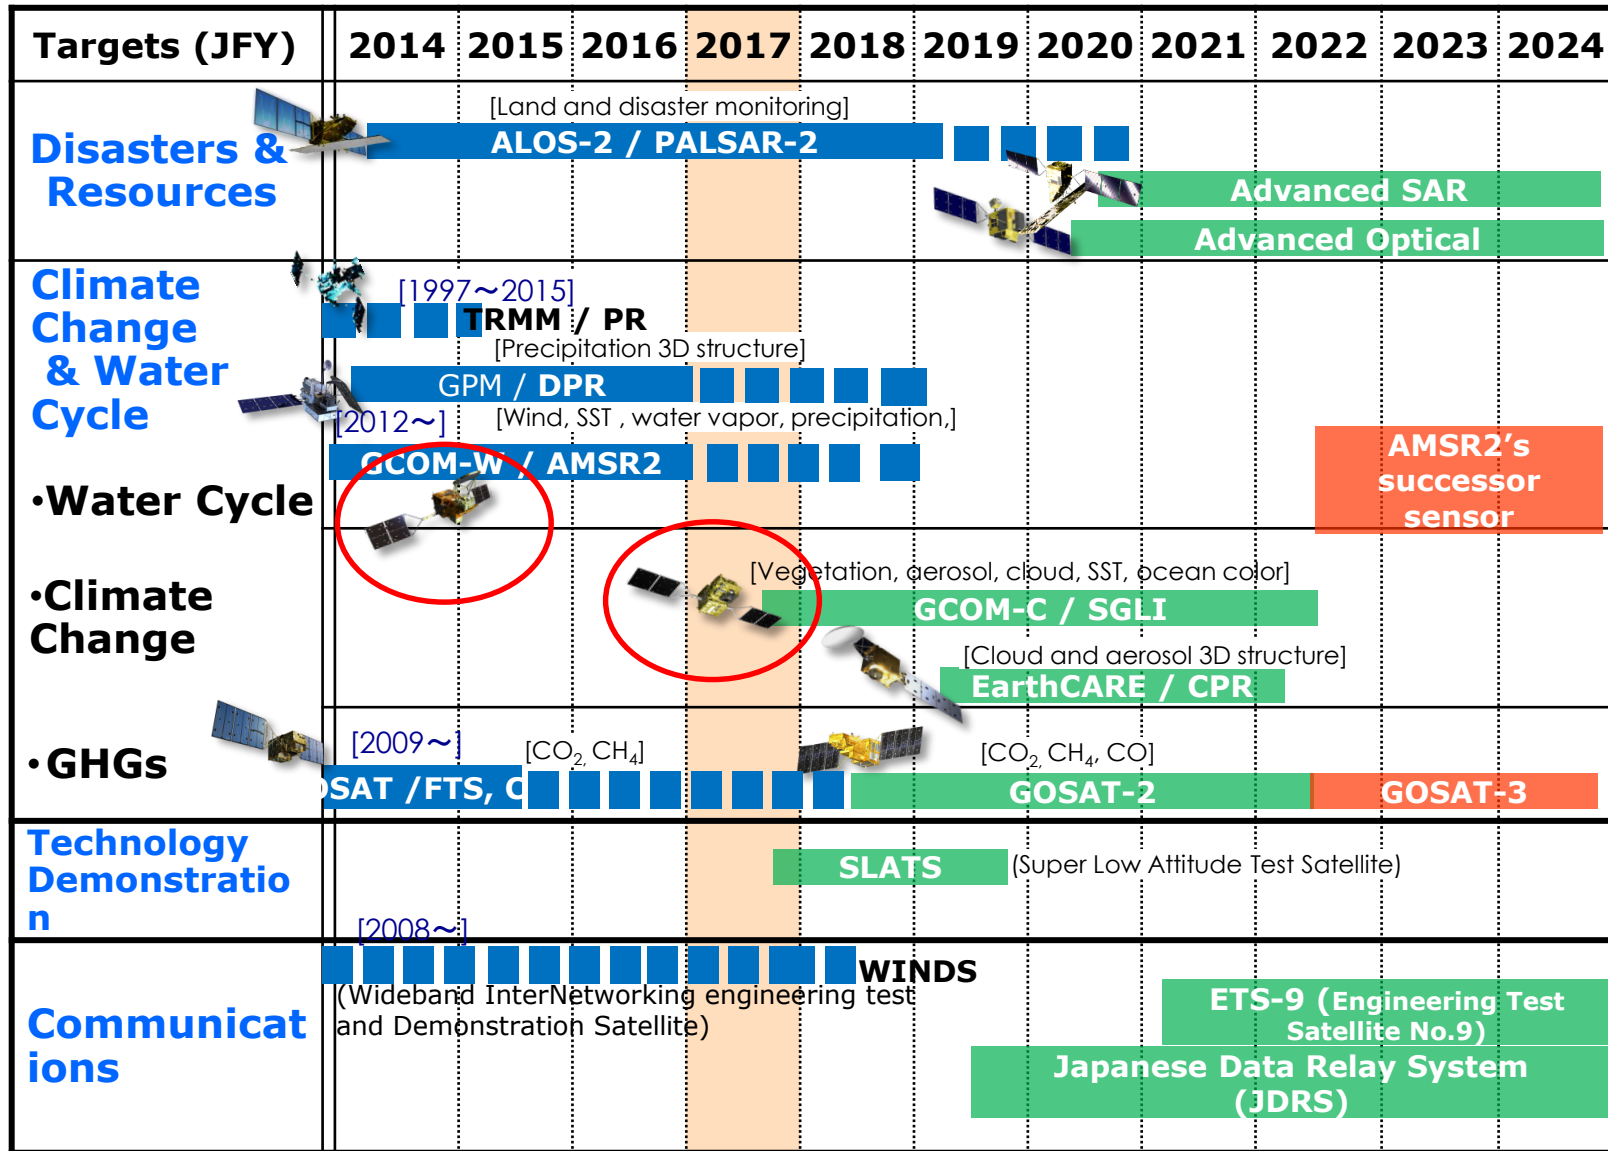 Targets (JFY) 2014 2015 2016 2017 2018 2019 2020 2021 2022 2023 2024
Disasters &
Resources
[Land and disaster monitoring]
ALOS-2 / PALSAR-2
Advanced SAR
Advanced Optical
Climate
Change
& Water
Cycle
[1997～2015]
TRMM / PR
[Precipitation 3D structure]
GPM / DPR
[2012～]
[Wind, SST , water vapor, precipitation,]
GCOM-W / AMSR2
AMSR2’s
successor
sensor
•Water Cycle
•Climate
Change
[Vegetation, aerosol, cloud, SST, ocean color]
GCOM-C / SGLI
[Cloud and aerosol 3D structure]
EarthCARE / CPR
•GHGs
[2009～]
[CO2, CH4]
[CO2, CH4, CO]
OSAT /FTS, C
GOSAT-2
GOSAT-3
Technology
Demonstratio
n
SLATS
(Super Low Attitude Test Satellite)
Communicat
ions
[2008～]
WINDS
(Wideband InterNetworking engineering test
and Demonstration Satellite)
ETS-9 (Engineering Test
Satellite No.9)
Japanese Data Relay System
(JDRS)